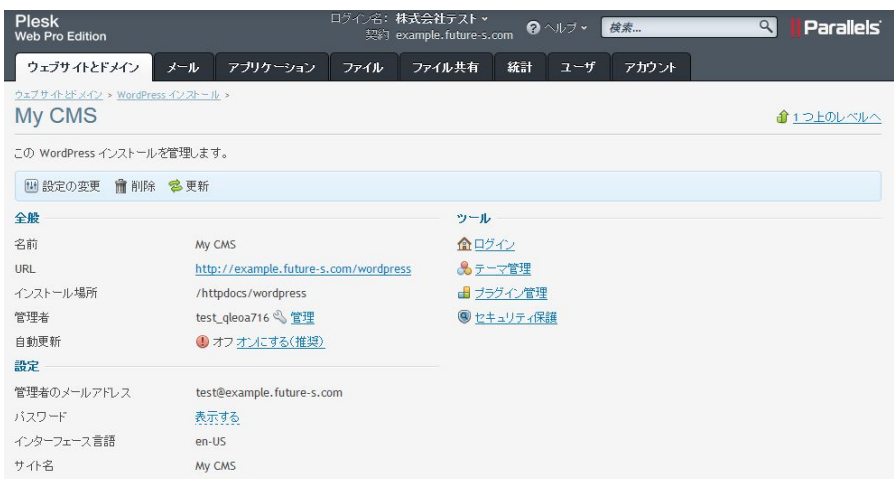 Plesk
Web Pro Edition
ログイン名: 株式会社テスト
契約 example.future-s.com
ヘルプ
検索...
Parallels
ウェブサイトとドメイン メール アプリケーション ファイル ファイル共有 統計 ユーザ アカウント
ウェブサイトとドメイン > WordPress インストール >
My CMS
1つ上のレベルへ
この WordPress インストールを管理します。
設定の変更 削除 更新
全般
名前 My CMS
URL http://example.future-s.com/wordpress
インストール場所 /httpdocs/wordpress
管理者 test_qleoa716 管理
自動更新 オフ オンにする(推奨)
設定
管理者のメールアドレス test@example.future-s.com
パスワード 表示する
インターフェース言語 en-US
サイト名 My CMS
ツール
ログイン
テーマ管理
プラグイン管理
セキュリティ保護